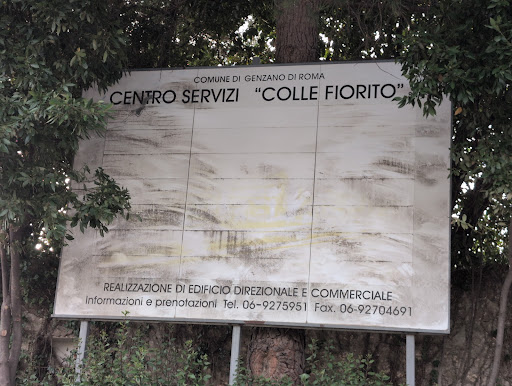 COMUNE DI GENZANO DI ROMA
CENTRO SERVIZI "COLLE FIORITO"
REALIZZAZIONE DI EDIFICIO DIREZIONALE E COMMERCIALE
Informazioni e prenotazioni Tel. 06-9275951 Fax. 06-92704691